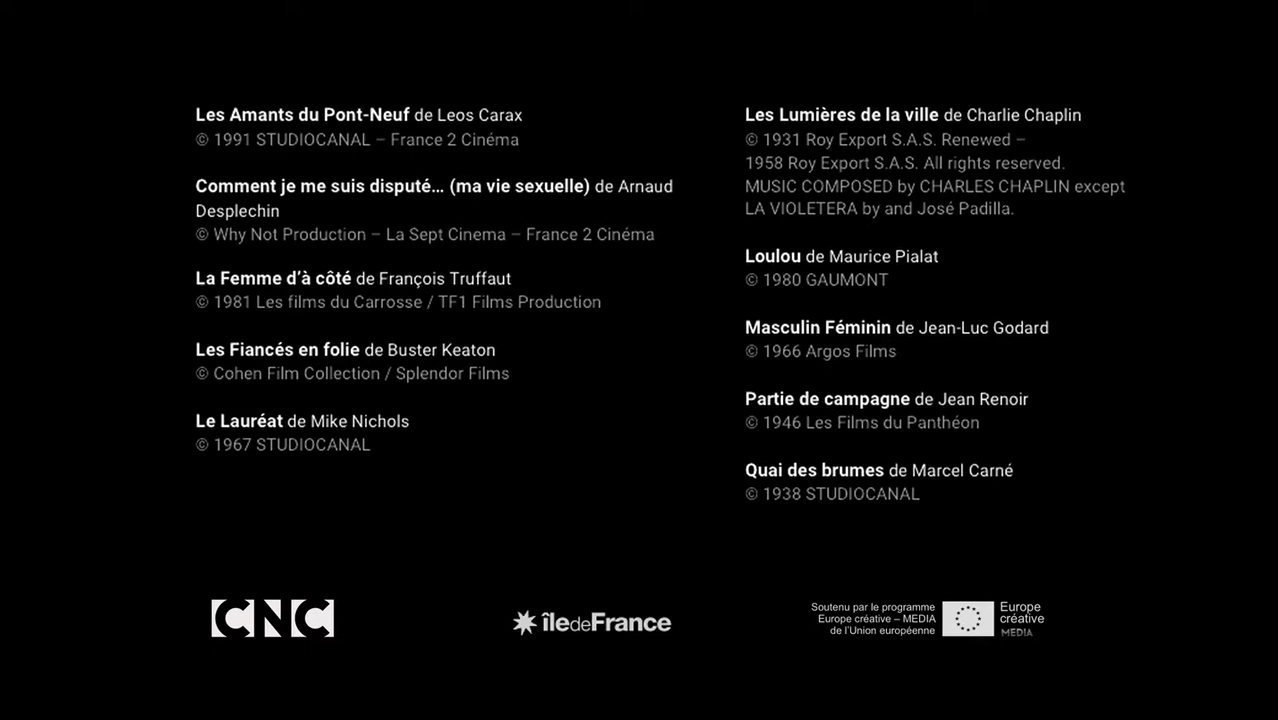 Les Amants du Pont-Neuf de Leos Carax
© 1991 STUDIOCANAL – France 2 Cinéma
Comment je me suis disputé... (ma vie sexuelle) de Arnaud
Desplechin
© Why Not Production – La Sept Cinema – France 2 Cinéma
La Femme d'à côté de François Truffaut
© 1981 Les films du Carrosse / TF1 Films Production
Les Fiancés en folie de Buster Keaton
© Cohen Film Collection / Splendor Films
Le Lauréat de Mike Nichols
© 1967 STUDIOCANAL
Les Lumières de la ville de Charlie Chaplin
© 1931 Roy Export S.A.S. Renewed –
1958 Roy Export S.A.S. All rights reserved.
MUSIC COMPOSED by CHARLES CHAPLIN except
LA VIOLETERA by and José Padilla.
Loulou de Maurice Pialat
© 1980 GAUMONT
Masculin Féminin de Jean-Luc Godard
© 1966 Argos Films
Partie de campagne de Jean Renoir
© 1946 Les Films du Panthéon
Quai des brumes de Marcel Carné
© 1938 STUDIOCANAL
CNC
îledeFrance
Soutenu par le programme
Europe créative – MEDIA
de l'Union européenne
Europe
créative
MEDIA